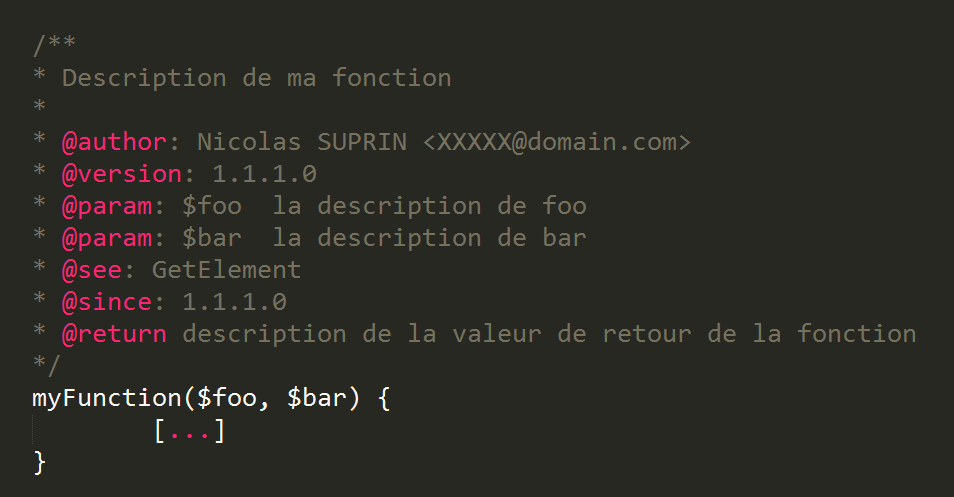 /**
* Description de ma fonction
*
* @author: Nicolas SUPRIN <XXXXX@domain.com>
* @version: 1.1.1.0
* @param: $foo  la description de foo
* @param: $bar  la description de bar
* @see: GetElement
* @since: 1.1.1.0
* @return description de la valeur de retour de la fonction
*/
myFunction($foo, $bar) {
        [...]
}